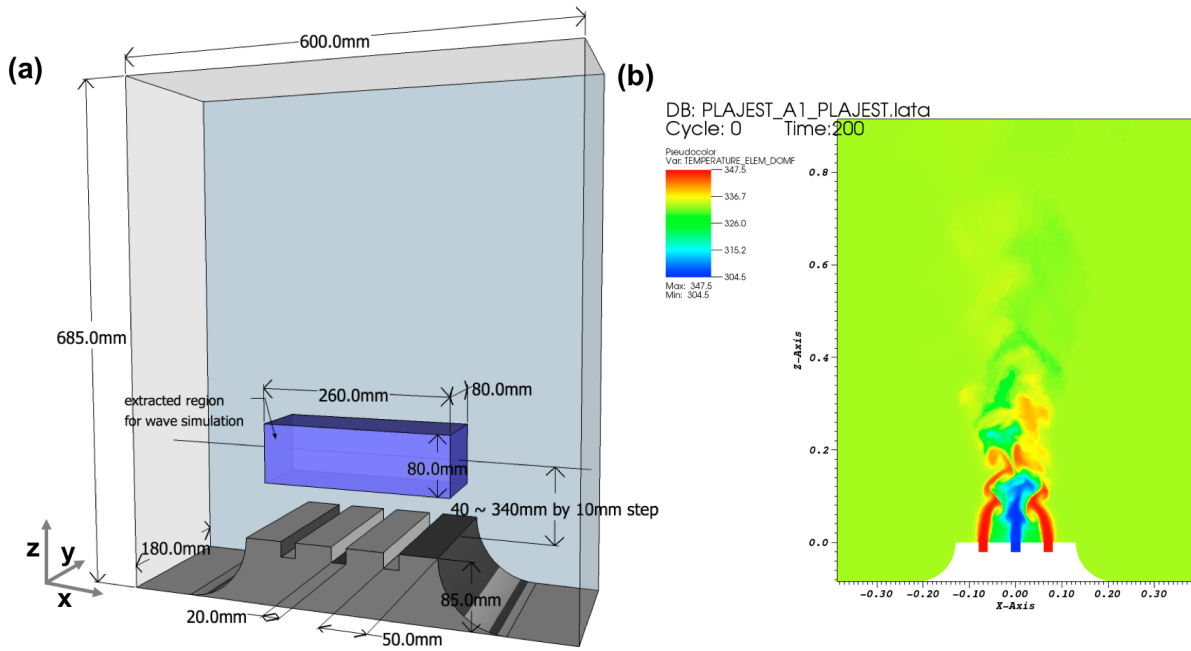 (a)
600.0mm
685.0mm
extracted region
for wave simulation
260.0mm
80.0mm
80.0mm
40 ~ 340mm by 10mm step
180.0mm
z
y
x
20.0mm
85.0mm
50.0mm
(b)
DB: PLAJEST_A1_PLAJEST.lata
Cycle: 0 Time:200
Pseudocolor
Var: TEMPERATURE_ELEM_DOMF
347.5
336.7
326.0
315.2
304.5
Max: 347.5
Min: 304.5
Z-Axis
0.8
0.6
0.4
0.2
0.0
-0.30 -0.20 -0.10 0.00 0.10 0.20 0.30
X-Axis